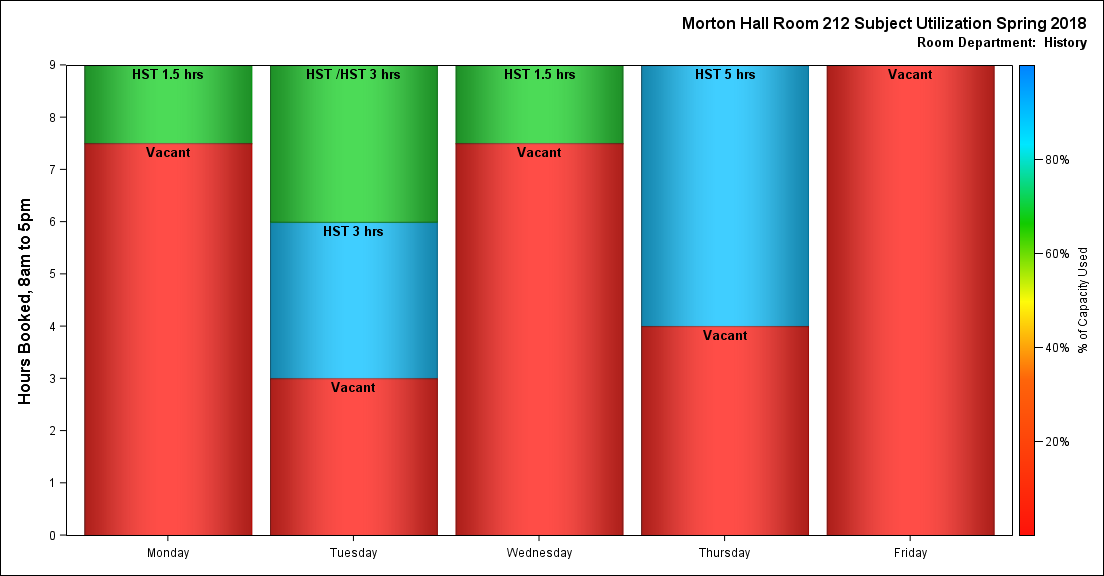 Morton Hall Room 212 Subject Utilization Spring 2018
Room Department:  History
Hours Booked, 8am to 5pm
9
8
7
6
5
4
3
2
1
0
HST 1.5 hrs
Vacant
HST /HST 3 hrs
HST 3 hrs
Vacant
HST 1.5 hrs
Vacant
HST 5 hrs
Vacant
Vacant
Monday
Tuesday
Wednesday
Thursday
Friday
80%
60%
40%
20%
% of Capacity Used